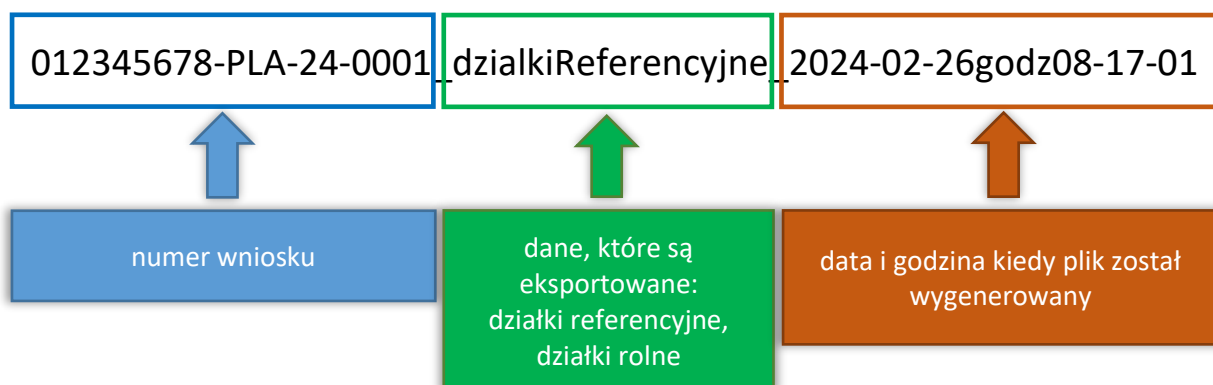 012345678-PLA-24-0001_dzialkiReferencyjne_2024-02-26godz08-17-01
numer wniosku
dane, które są
eksportowane:
działki referencyjne,
działki rolne
data i godzina kiedy plik został
wygenerowany